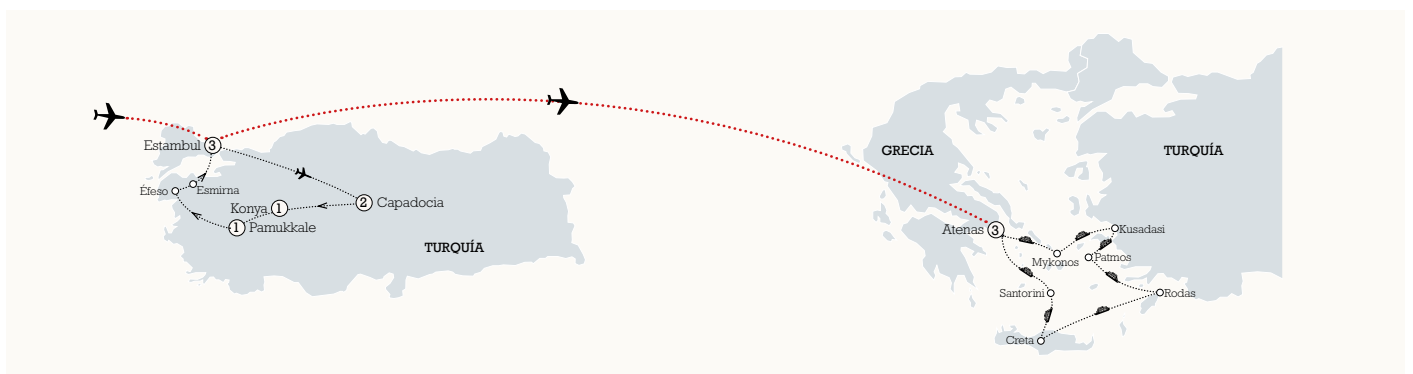 Estambul 3
Éfeso
Esmirna
Konya 1
2 Capadocia
1 Pamukkale
TURQUÍA
GRECIA
TURQUÍA
Atenas 3
Kusadasi
Mykonos
Patmos
Santorini
Rodas
Creta